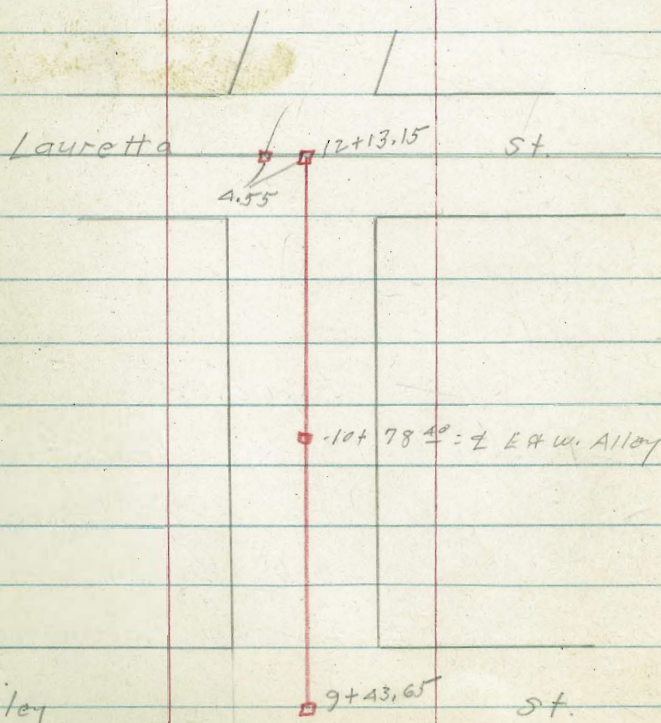 Lauretta 12+13.15 St.
4.55
10+78 40 = ℄ E & W. Alley
9+43.65
ley St.